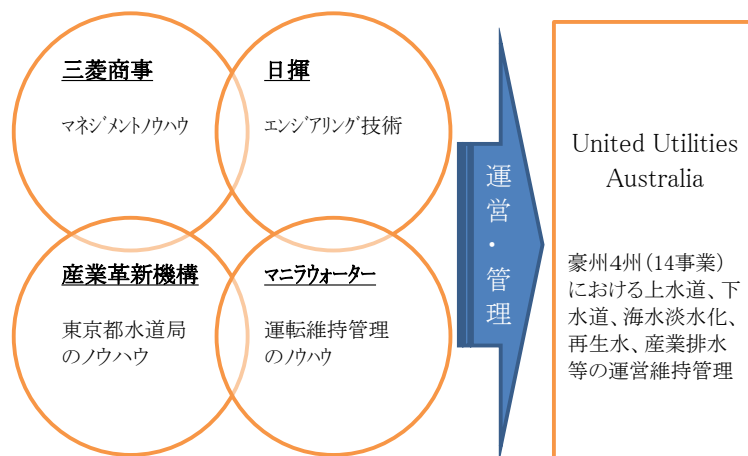 三菱商事
マネジメントノウハウ
日揮
エンジアリング技術
産業革新機構
東京都水道局
のノウハウ
マニラウォーター
運転維持管理
のノウハウ
運営・管理
United Utilities
Australia
豪州4州(14事業)
における上水道、下
水道、海水淡水化、
再生水、産業排水
等の運営維持管理